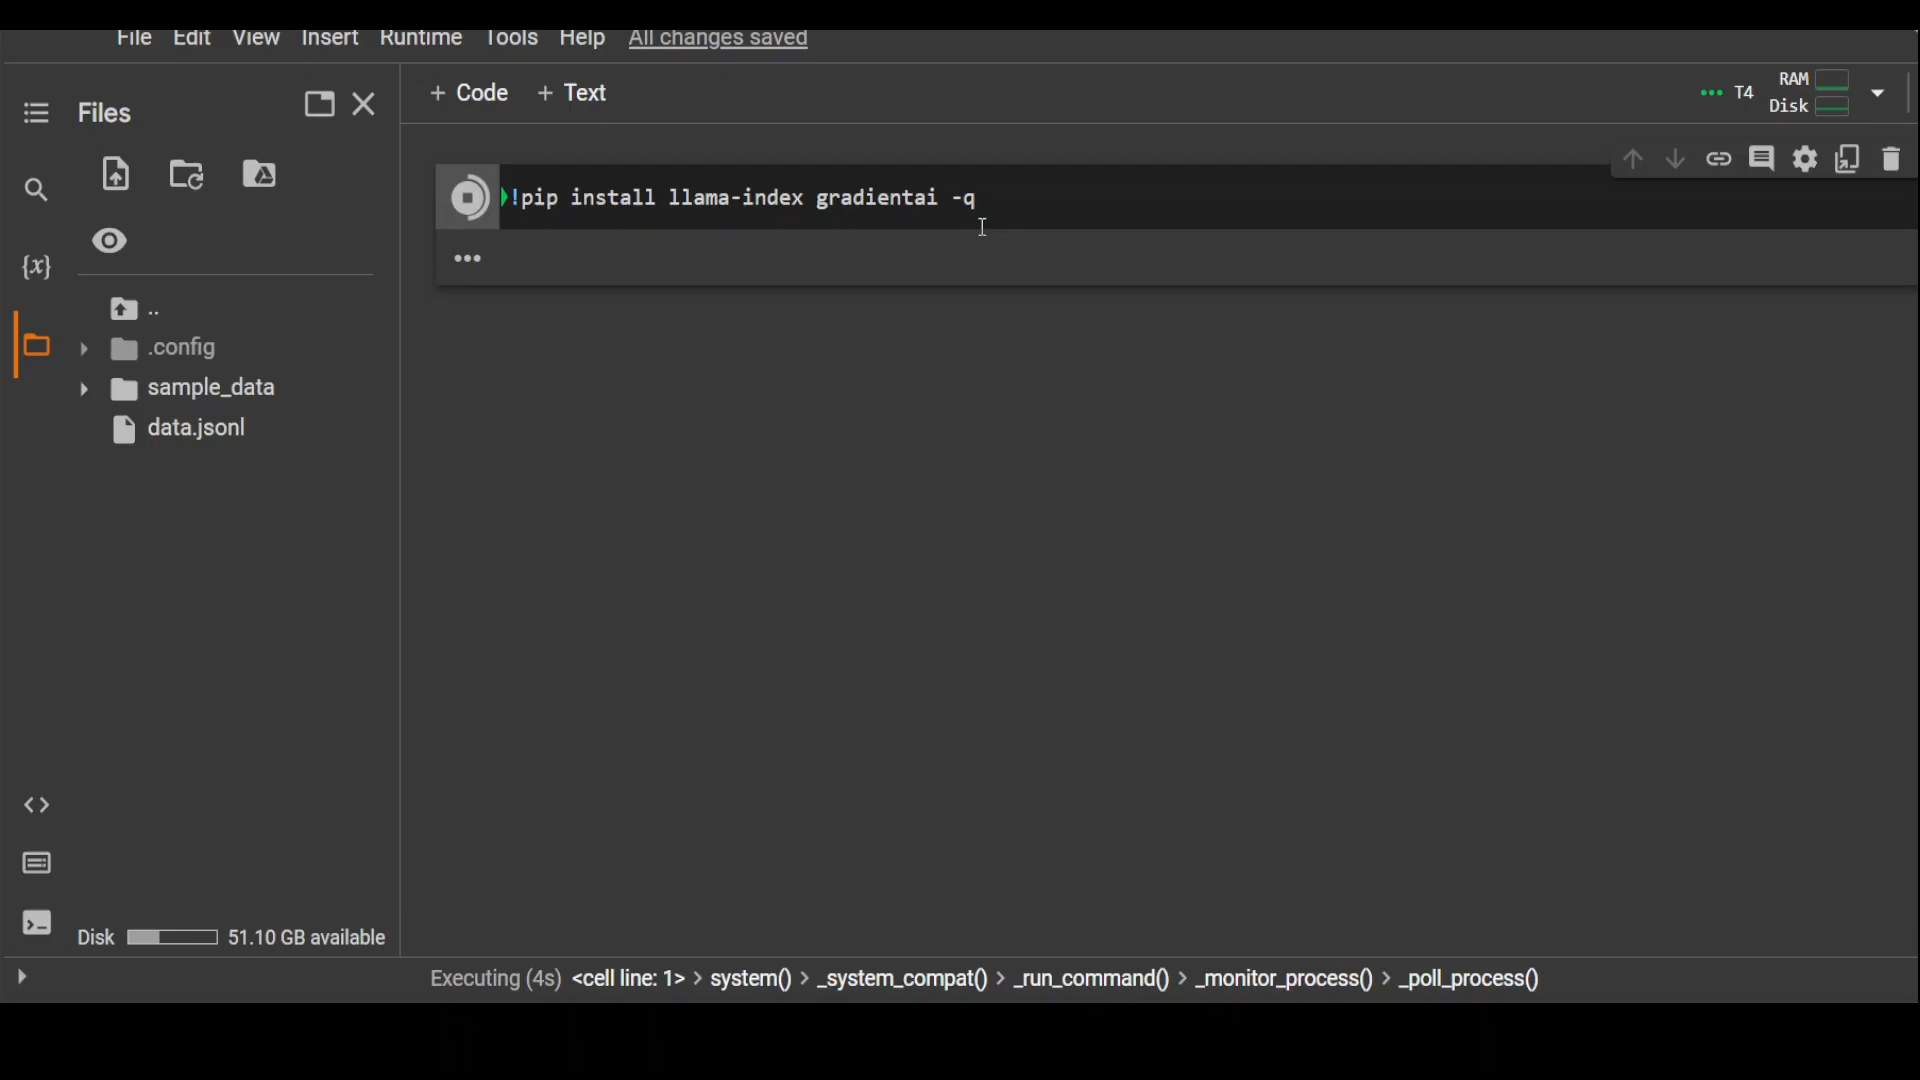 File Edit View Insert Runtime Tools Help All changes saved
Files
+ Code + Text
T4
RAM
Disk
!pip install llama-index gradientai -q
{x}
..
.config
sample_data
data.jsonl
Disk 51.10 GB available
Executing (4s) <cell line: 1> > system() > _system_compat() > _run_command() > _monitor_process() > _poll_process()